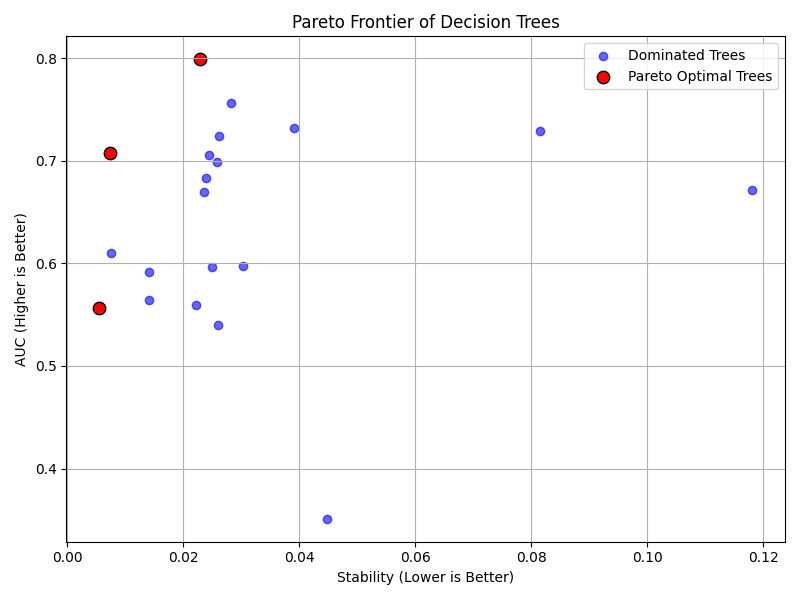 Pareto Frontier of Decision Trees
Dominated Trees
Pareto Optimal Trees
AUC (Higher is Better)
0.8
0.7
0.6
0.5
0.4
0.00 0.02 0.04 0.06 0.08 0.10 0.12
Stability (Lower is Better)